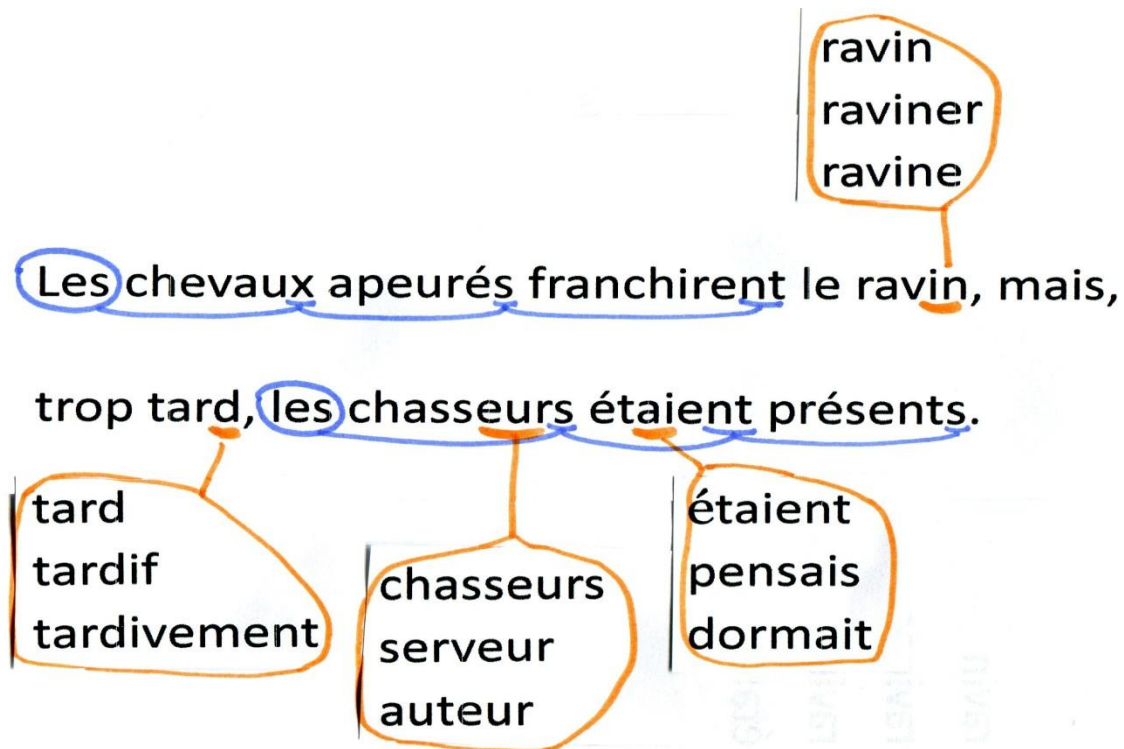 ravin
raviner
ravine
Les chevaux apeurés franchirent le ravin, mais,
trop tard, les chasseurs étaient présents.
tard
tardif
tardivement
chasseurs
serveur
auteur
étaient
pensais
dormait